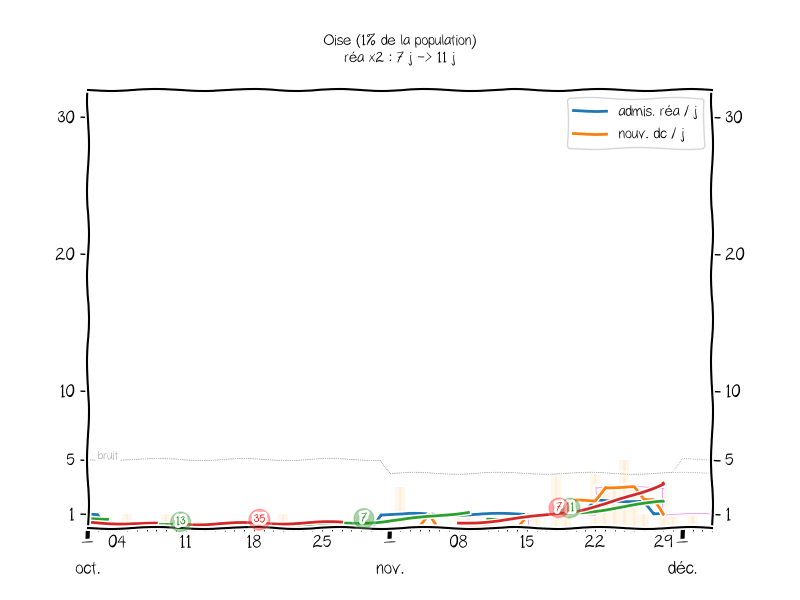 Oise (1% de la population)
réa x2 : 7 j -> 11 j
admis. réa / j
nouv. dc / j
30
30
20
20
10
10
5
5
bruit
1
1
13
35
7
7
11
04
11
18
25
08
15
22
29
oct.
nov.
déc.